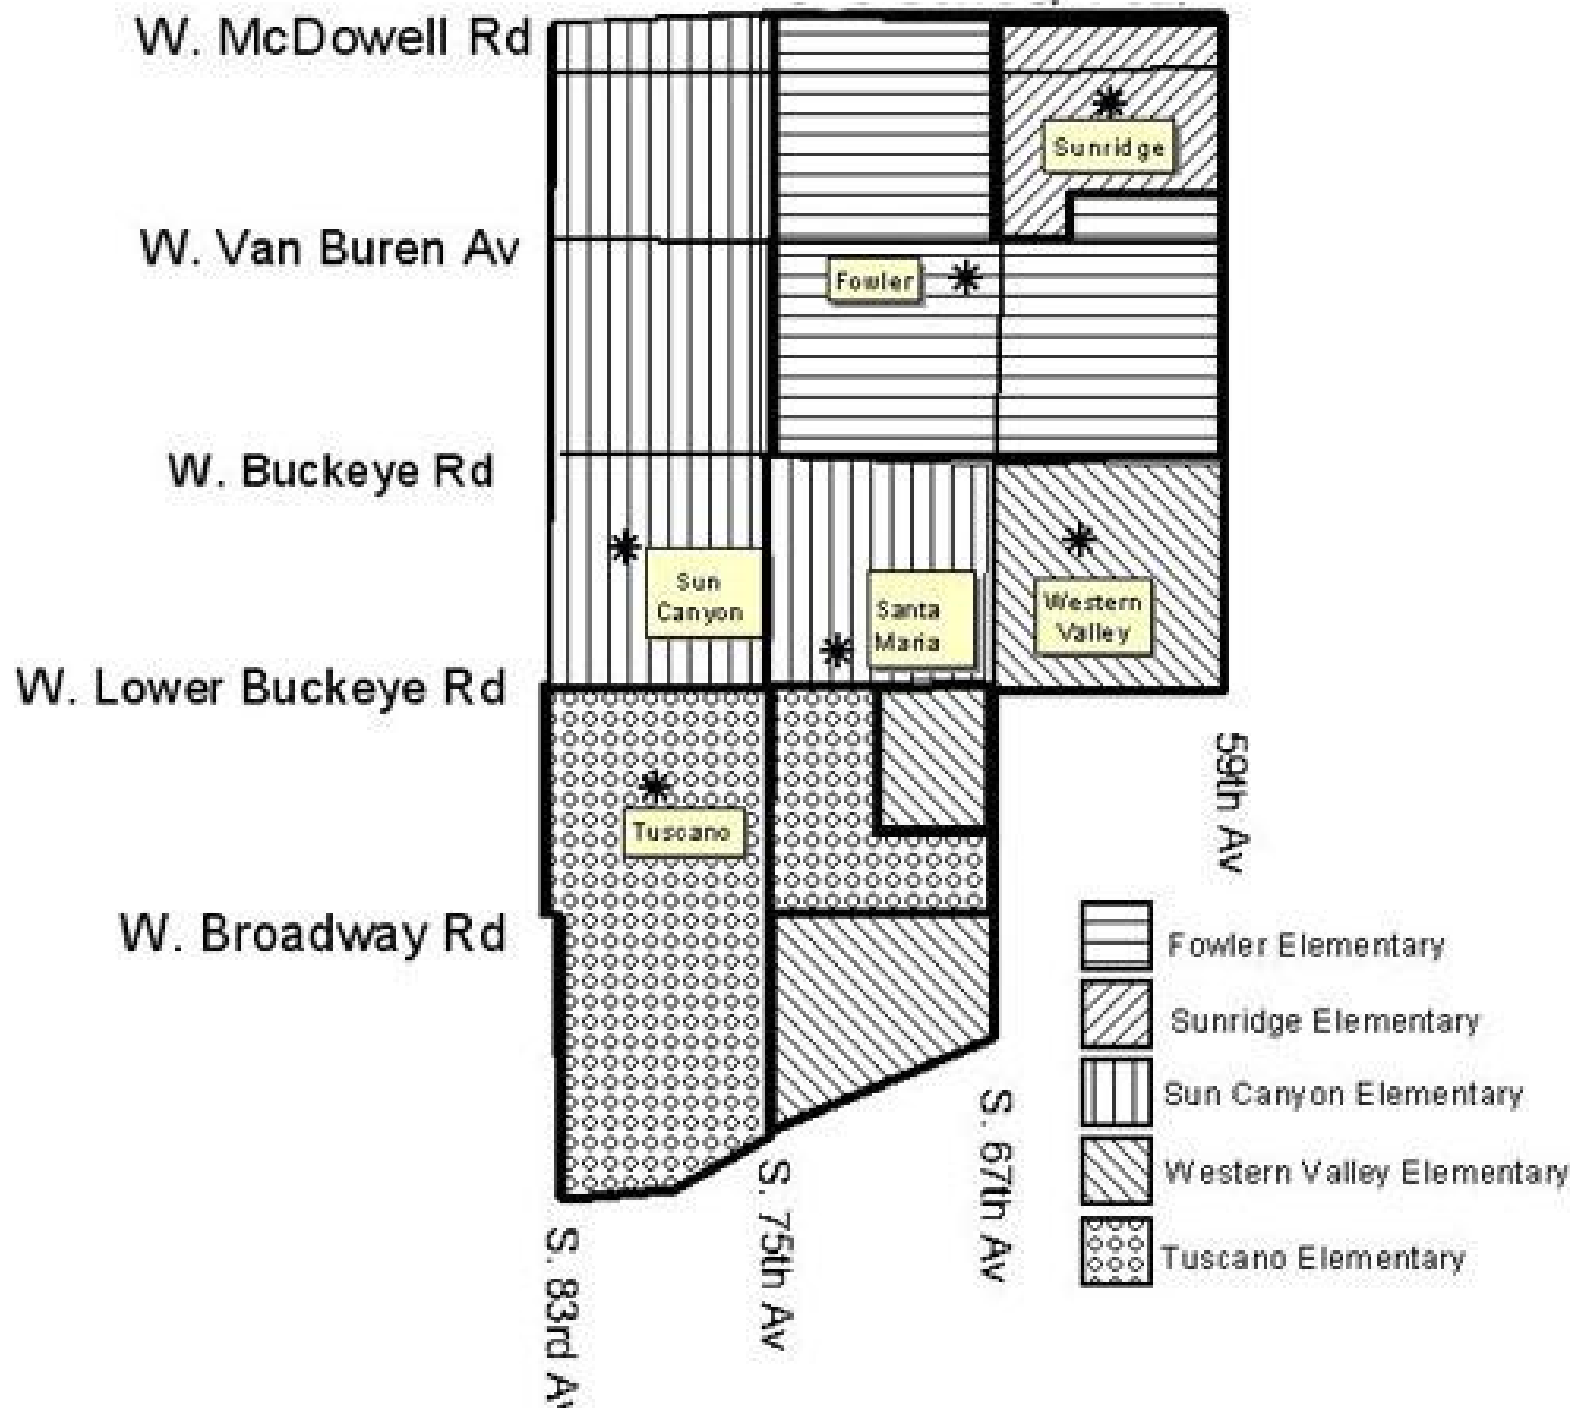 W. McDowell Rd
Sunridge
W. Van Buren Av
Fowler
W. Buckeye Rd
Sun
Canyon
Santa
Maria
Western
Valley
W. Lower Buckeye Rd
59th Av
Tuscano
W. Broadway Rd
Fowler Elementary
Sunridge Elementary
Sun Canyon Elementary
Western Valley Elementary
Tuscano Elementary
S. 67th Av
S. 75th Av
S. 83rd Av